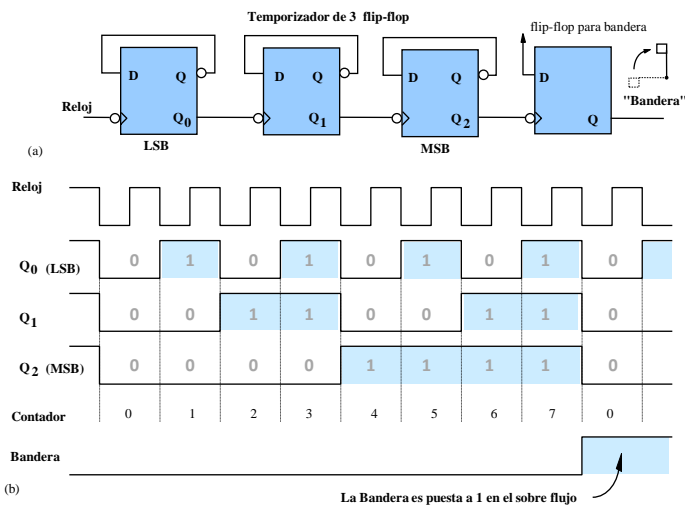 Temporizador de 3 flip-flop
flip-flop para bandera
D Q D Q D Q D
Reloj
"Bandera"
Q0 Q1 Q2 Q
LSB MSB
(a)
Reloj
Q0 (LSB) 0 1 0 1 0 1 0 1 0
Q1 0 0 1 1 0 0 1 1 0
Q2 (MSB) 0 0 0 0 1 1 1 1 0
Contador 0 1 2 3 4 5 6 7 0
Bandera
(b)
La Bandera es puesta a 1 en el sobre flujo